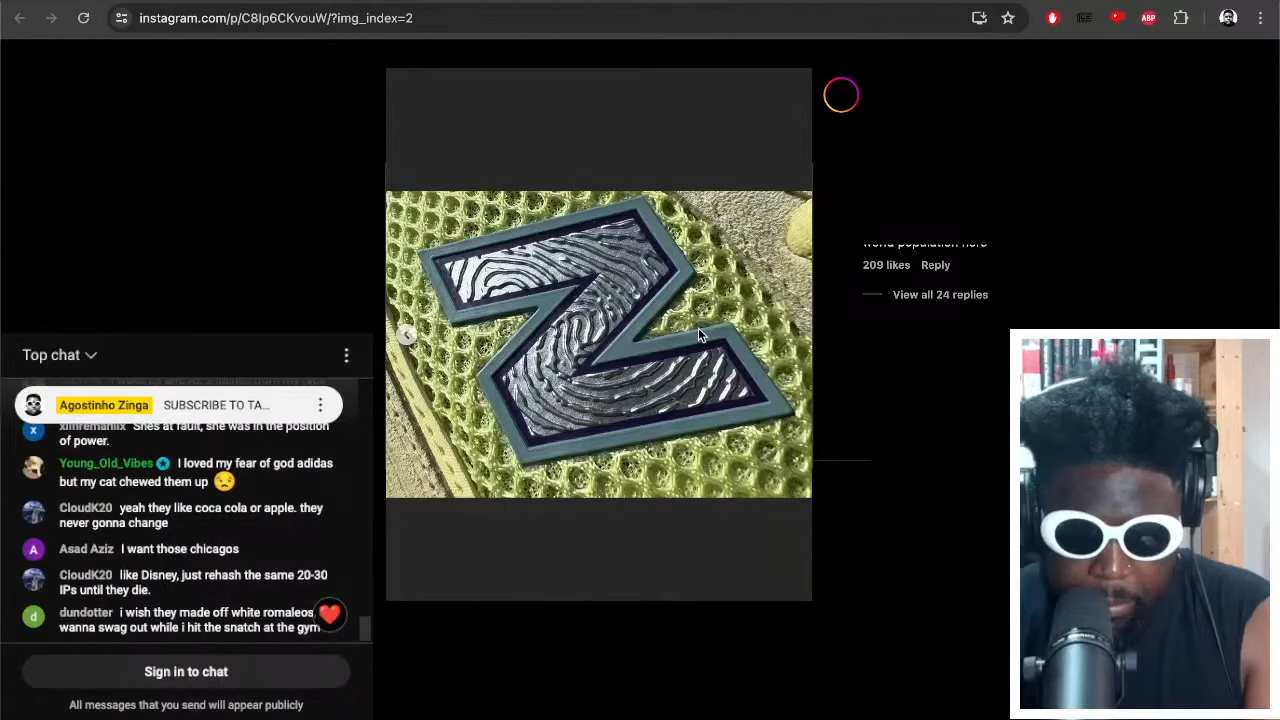 instagram.com/p/C8Ip6CKvouW/?img_index=2
ABP
world population here
209 likes Reply
View all 24 replies
Top chat
Agostinho Zinga SUBSCRIBE TO TA...
x ximremaniix Shes at fault, she was in the position
of power.
Young_Old_Vibes I loved my fear of god adidas
but my cat chewed them up
CloudK20 yeah they like coca cola or apple. they
never gonna change
A Asad Aziz I want those chicagos
CloudK20 like Disney, just rehash the same 20-30
IPs until they die.
d dundotter i wish they made off white romaleos
wanna swag out while i hit the snatch at the gym
Sign in to chat
All messages that you send will appear publicly